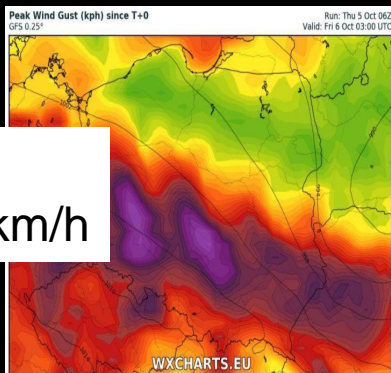 Peak Wind Gust (kph) since T+0
GFS 0.25°
Run: Thu 5 Oct 06Z
Valid: Fri 6 Oct 03:00 UTC
km/h
WXCHARTS.EU